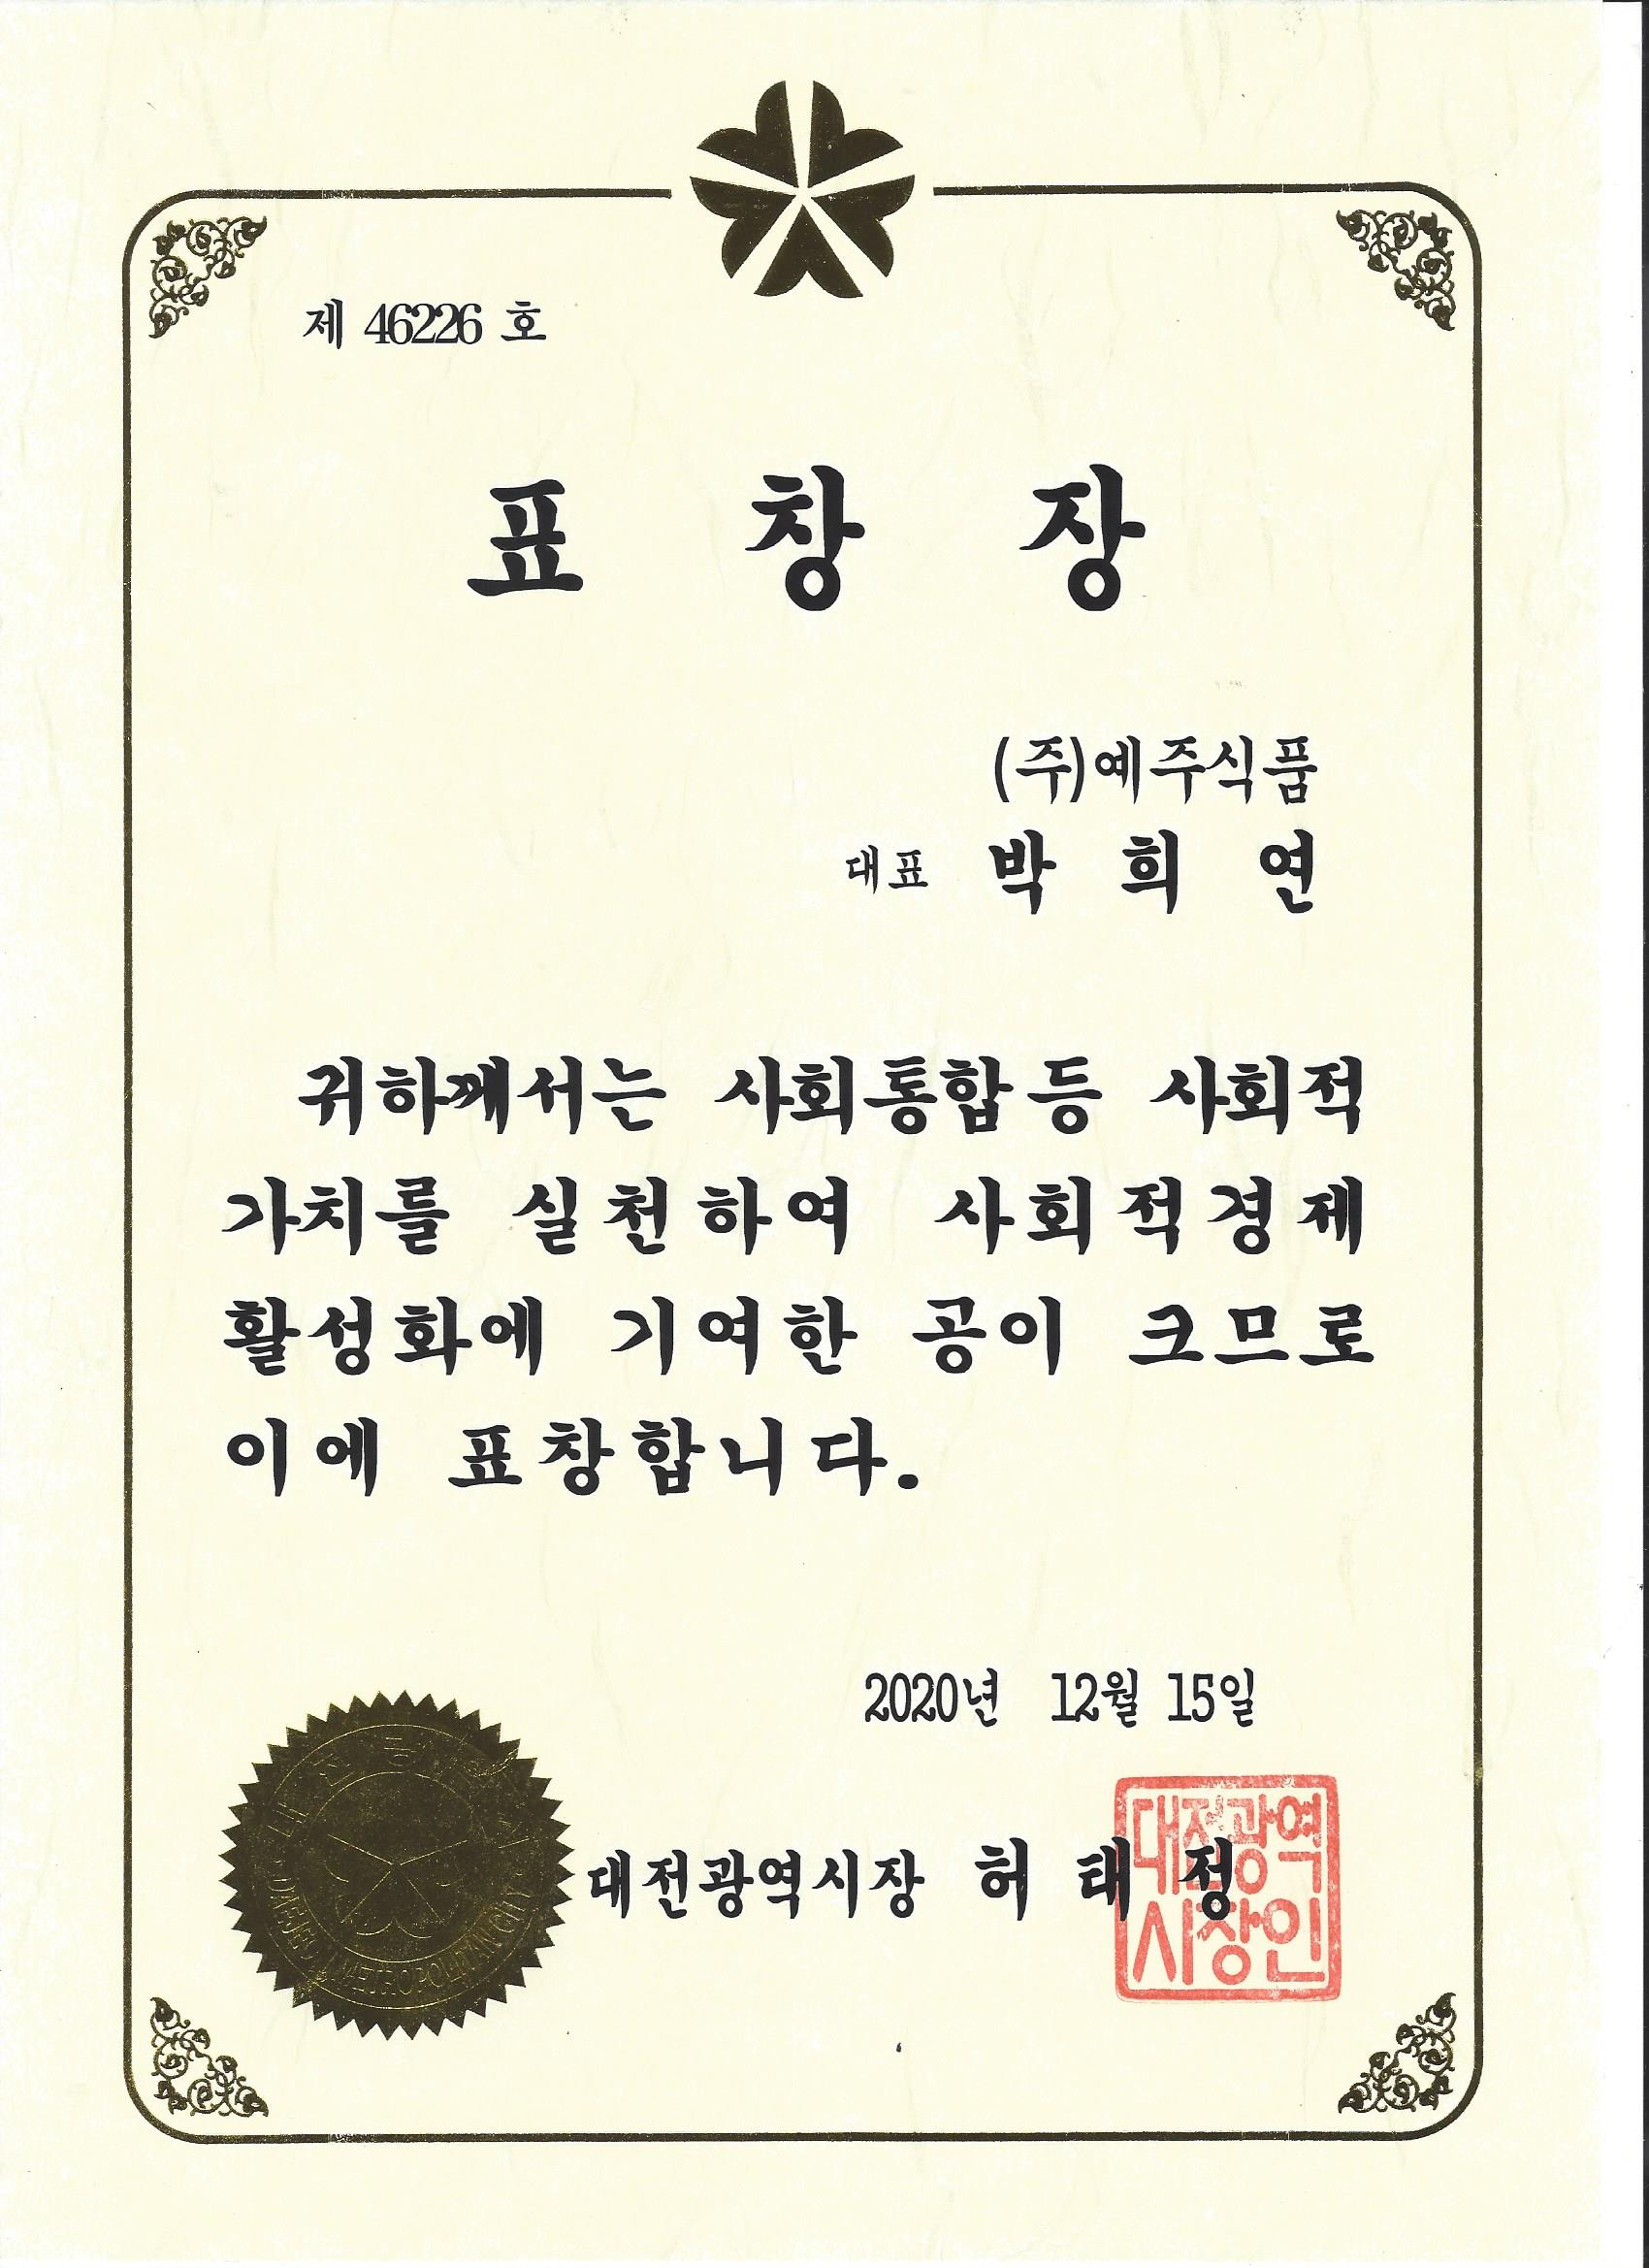 제 46226 호
표 창 장
(주)예주식품
대표 박 희 연
귀하께서는 사회통합등 사회적
가치를 실천하여 사회적경제
활성화에 기여한 공이 크므로
이에 표창합니다.
2020년 12월 15일
대전광역시장 허 태 정
대전광역
시장인
METROPOLITAN CITY